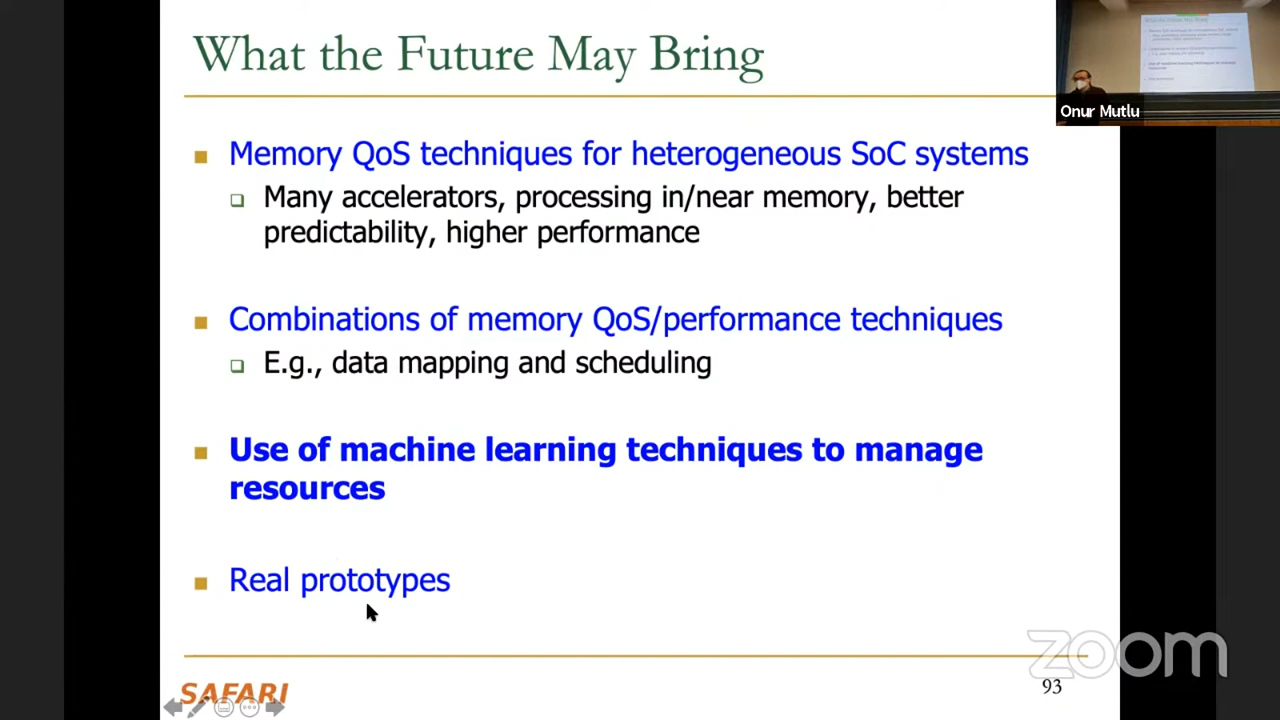 What the Future May Bring
Onur Mutlu
Memory QoS techniques for heterogeneous SoC systems
Many accelerators, processing in/near memory, better
predictability, higher performance
Combinations of memory QoS/performance techniques
E.g., data mapping and scheduling
Use of machine learning techniques to manage
resources
Real prototypes
zoom
SAFARI
93